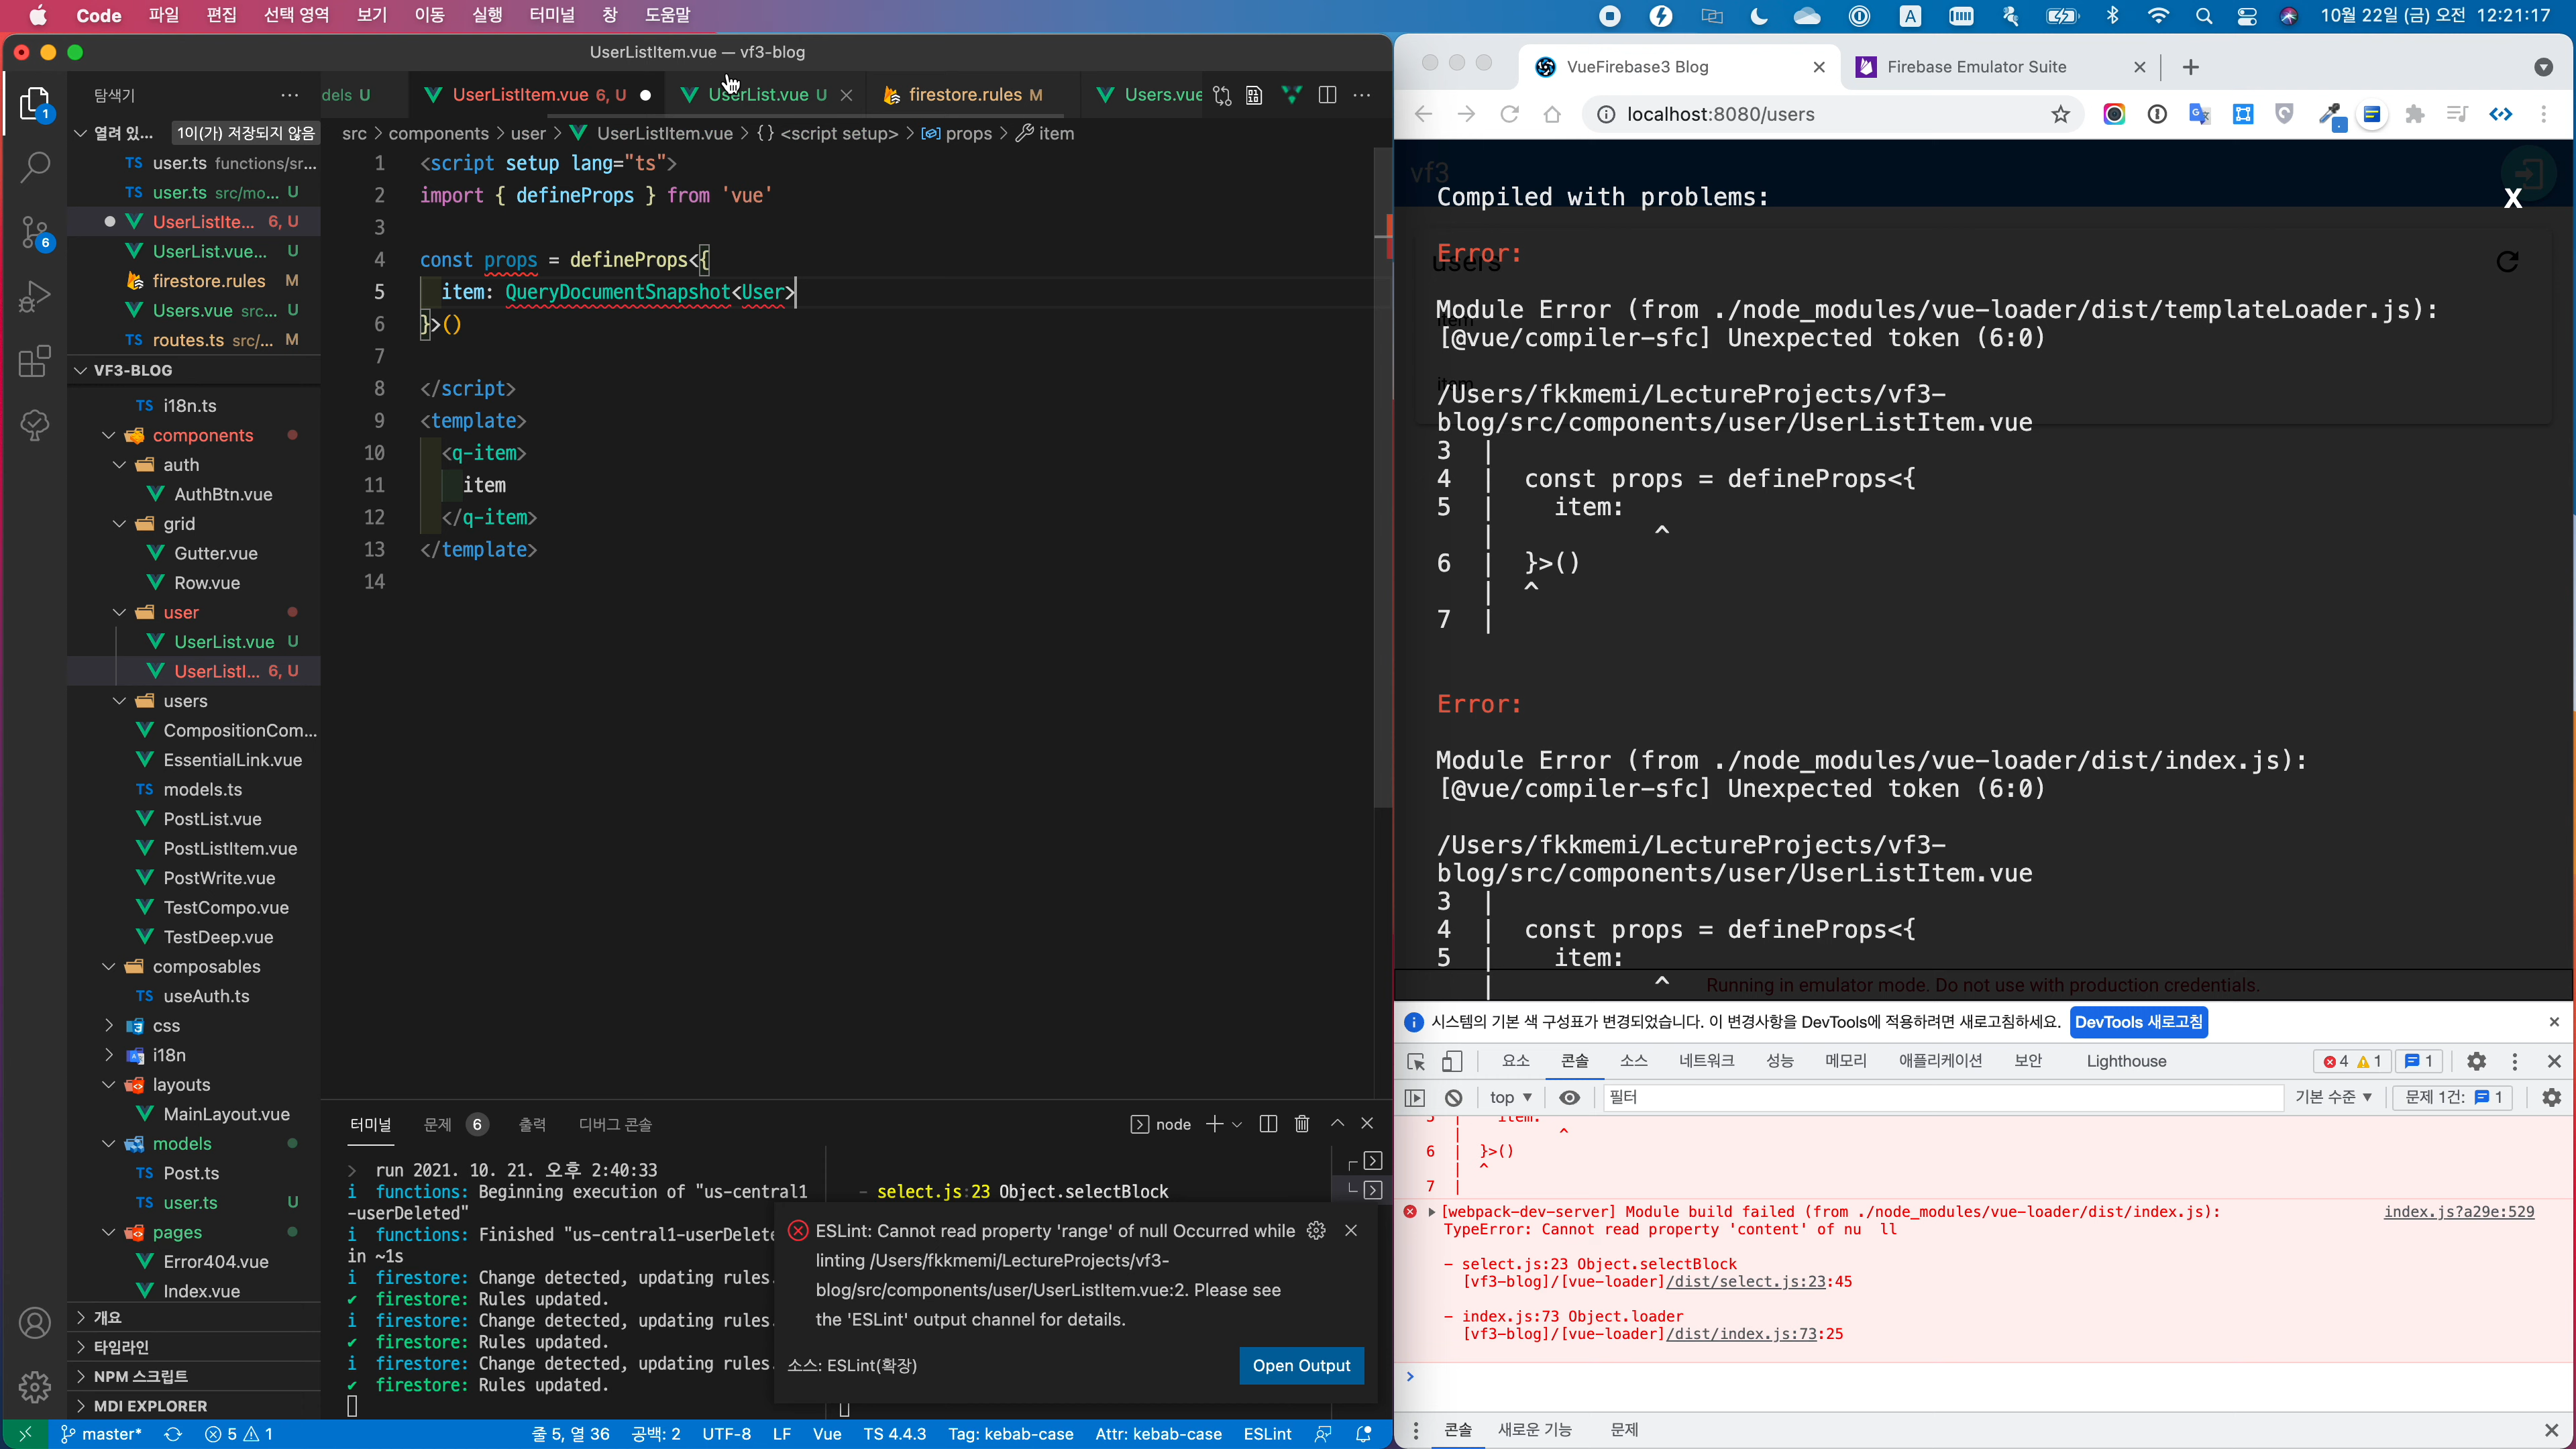 Code 파일 편집 선택 영역 보기 이동 실행 터미널 창 도움말
10월 22일 (금) 오전 12:21:17
UserListItem.vue — vf3-blog
탐색기
dels U
UserListItem.vue 6, U
UserList.vue U
firestore.rules M
Users.vue
열려 있...
1이(가) 저장되지 않음
src > components > user > UserListItem.vue > {} <script setup> > props > item
TS user.ts functions/sr...
TS user.ts src/mo... U
UserListIte... 6, U
UserList.vue... U
firestore.rules M
Users.vue src... U
TS routes.ts src/... M
VF3-BLOG
TS i18n.ts
components
auth
AuthBtn.vue
grid
Gutter.vue
Row.vue
user
UserList.vue U
UserListI... 6, U
users
CompositionCom...
EssentialLink.vue
TS models.ts
PostList.vue
PostListItem.vue
PostWrite.vue
TestCompo.vue
TestDeep.vue
composables
TS useAuth.ts
css
i18n
layouts
MainLayout.vue
models
TS Post.ts
TS user.ts U
pages
Error404.vue
Index.vue
개요
타임라인
NPM 스크립트
MDI EXPLORER
1 <script setup lang="ts">
2 import { defineProps } from 'vue'
3
4 const props = defineProps<{
5 item: QueryDocumentSnapshot<User>
6 }>()
7
8 </script>
9 <template>
10 <q-item>
11 item
12 </q-item>
13 </template>
14
터미널 문제 6 출력 디버그 콘솔
node
> run 2021. 10. 21. 오후 2:40:33
i functions: Beginning execution of "us-central1
-userDeleted"
i functions: Finished "us-central1-userDelete
in ~1s
i firestore: Change detected, updating rules.
✔ firestore: Rules updated.
i firestore: Change detected, updating rules.
✔ firestore: Rules updated.
i firestore: Change detected, updating rules.
✔ firestore: Rules updated.
- select.js:23 Object.selectBlock
ESLint: Cannot read property 'range' of null Occurred while
linting /Users/fkkmemi/LectureProjects/vf3-
blog/src/components/user/UserListItem.vue:2. Please see
the 'ESLint' output channel for details.
소스: ESLint(확장)
Open Output
master* 5 1
줄 5, 열 36 공백: 2 UTF-8 LF Vue TS 4.4.3 Tag: kebab-case Attr: kebab-case ESLint
VueFirebase3 Blog
Firebase Emulator Suite
localhost:8080/users
vf3
Compiled with problems:
X
users
Error:
Module Error (from ./node_modules/vue-loader/dist/templateLoader.js):
item
[@vue/compiler-sfc] Unexpected token (6:0)
item
/Users/fkkmemi/LectureProjects/vf3-
blog/src/components/user/UserListItem.vue
3 |
4 | const props = defineProps<{
5 | item:
| ^
6 | }>()
| ^
7 |
Error:
Module Error (from ./node_modules/vue-loader/dist/index.js):
[@vue/compiler-sfc] Unexpected token (6:0)
/Users/fkkmemi/LectureProjects/vf3-
blog/src/components/user/UserListItem.vue
3 |
4 | const props = defineProps<{
5 | item:
| ^
Running in emulator mode. Do not use with production credentials.
시스템의 기본 색 구성표가 변경되었습니다. 이 변경사항을 DevTools에 적용하려면 새로고침하세요.
DevTools 새로고침
요소 콘솔 소스 네트워크 성능 메모리 애플리케이션 보안 Lighthouse
4 1 1
top ▼
필터
기본 수준 ▼
문제 1건: 1
5 | item:
| ^
6 | }>()
| ^
7 |
[webpack-dev-server] Module build failed (from ./node_modules/vue-loader/dist/index.js):
index.js?a29e:529
TypeError: Cannot read property 'content' of nu ll
– select.js:23 Object.selectBlock
[vf3-blog]/[vue-loader]/dist/select.js:23:45
– index.js:73 Object.loader
[vf3-blog]/[vue-loader]/dist/index.js:73:25
콘솔 새로운 기능 문제